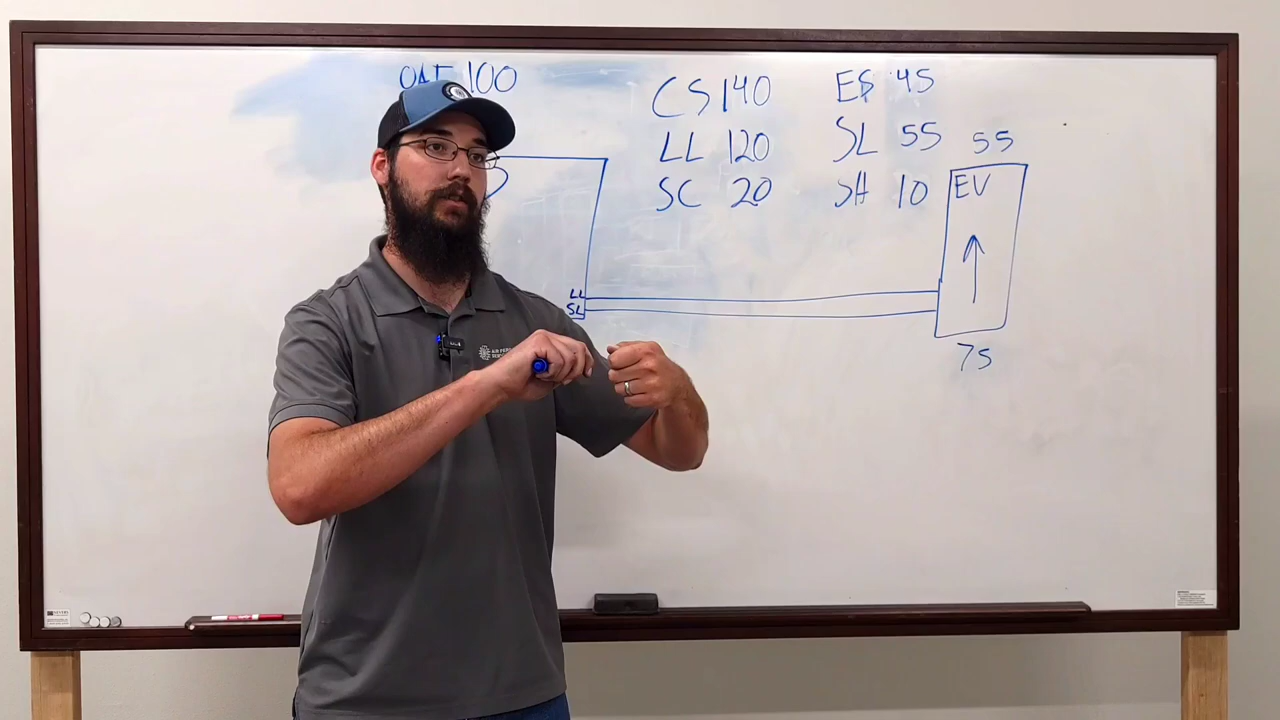 OAT 100
CS 140
LL 120
SC 20
ES 45
SL 55
SH 10
55
EV
75
LL
SL